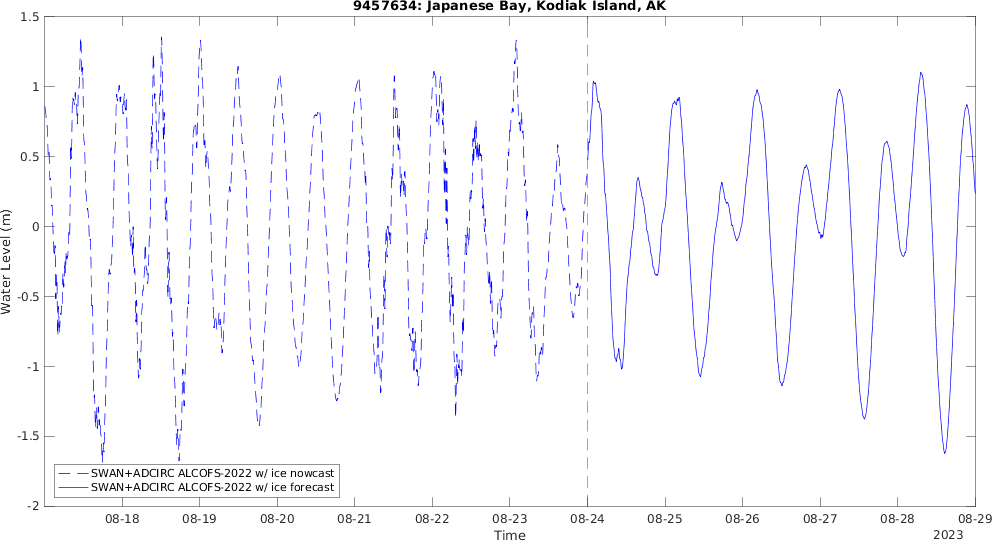 9457634: Japanese Bay, Kodiak Island, AK
1.5
1
0.5
0
-0.5
-1
-1.5
-2
Water Level (m)
SWAN+ADCIRC ALCOFS-2022 w/ ice nowcast
SWAN+ADCIRC ALCOFS-2022 w/ ice forecast
08-18 08-19 08-20 08-21 08-22 08-23 08-24 08-25 08-26 08-27 08-28 08-29
Time
2023